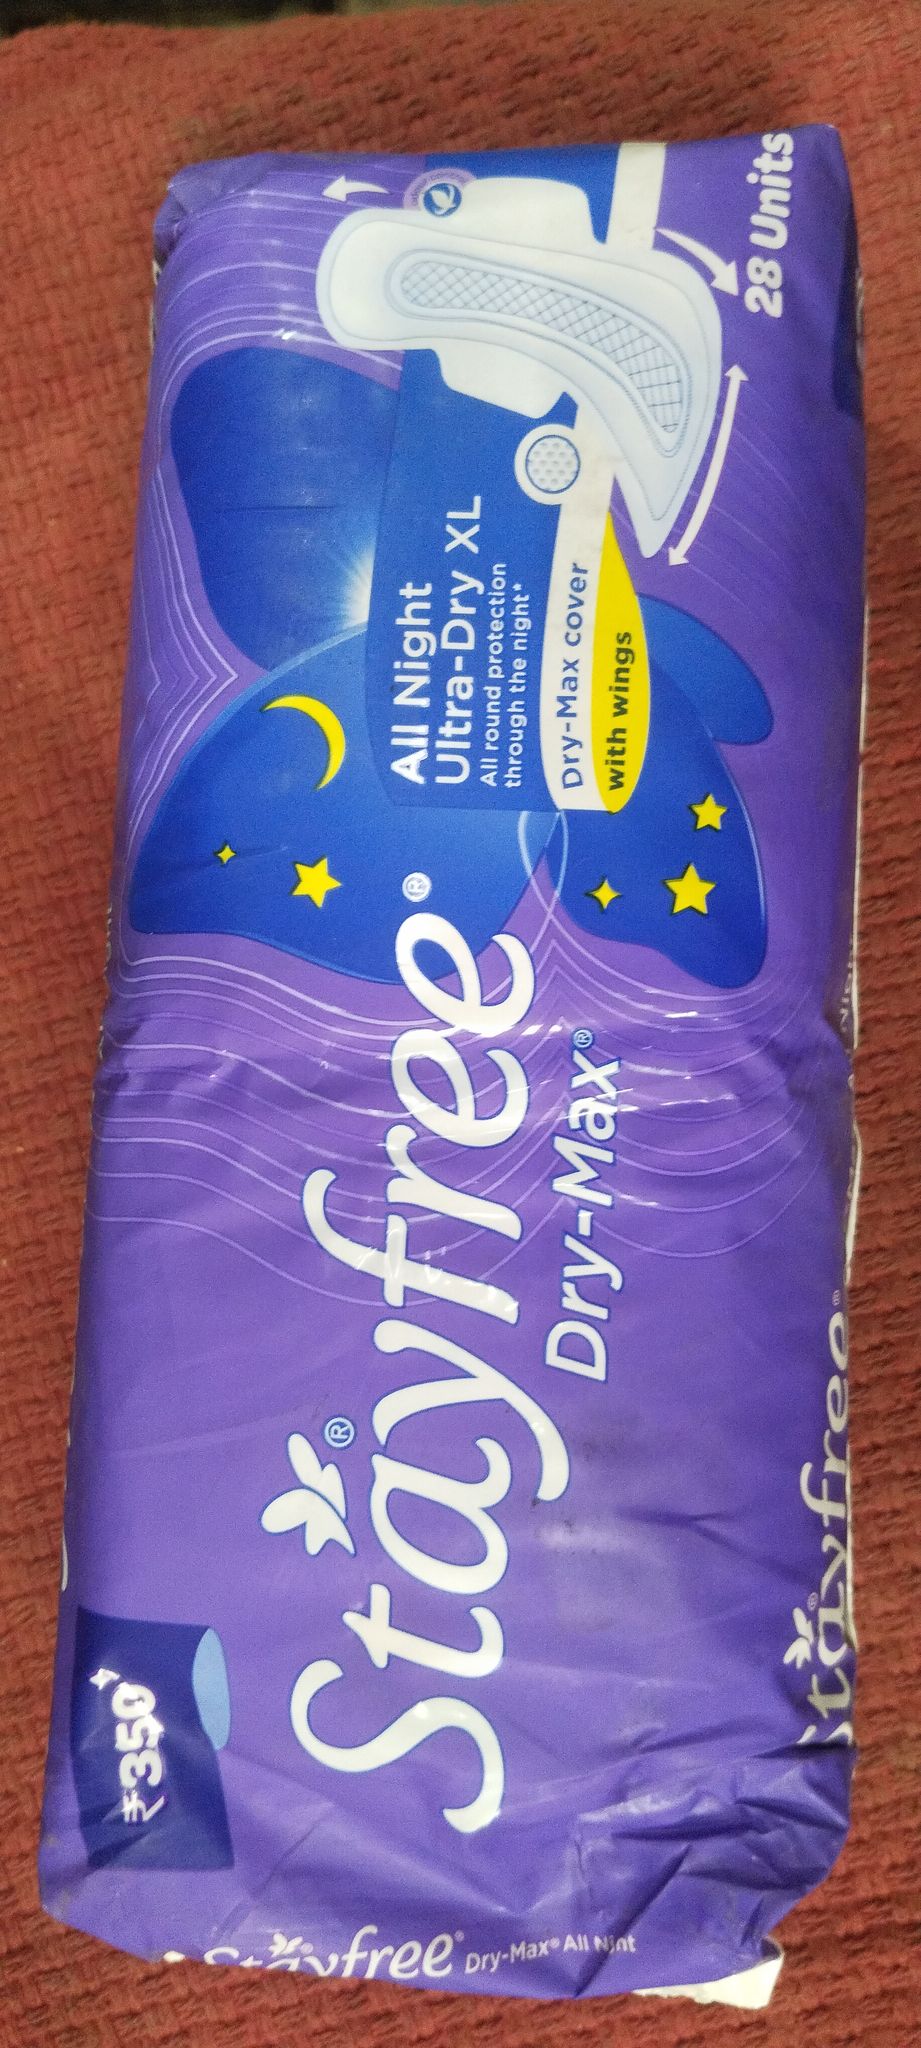 ₹350
Stayfree®
Dry-Max®
All Night
Ultra-Dry XL
All round protection
through the night*
Dry-Max cover
with wings
28 Units
Stayfree®
Stayfree® Dry-Max® All